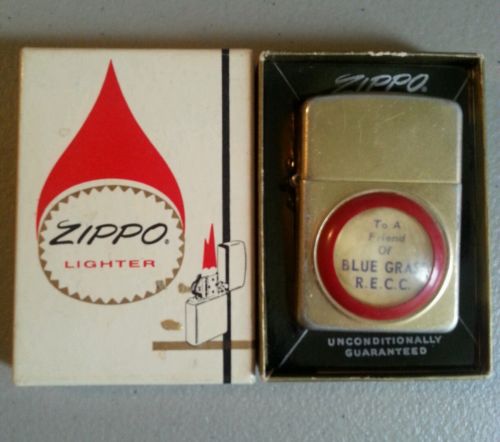 ZIPPO®
LIGHTER
ZIPPO®
To A
Friend
Of
BLUE GRASS
R.E.C.C.
UNCONDITIONALLY
GUARANTEED